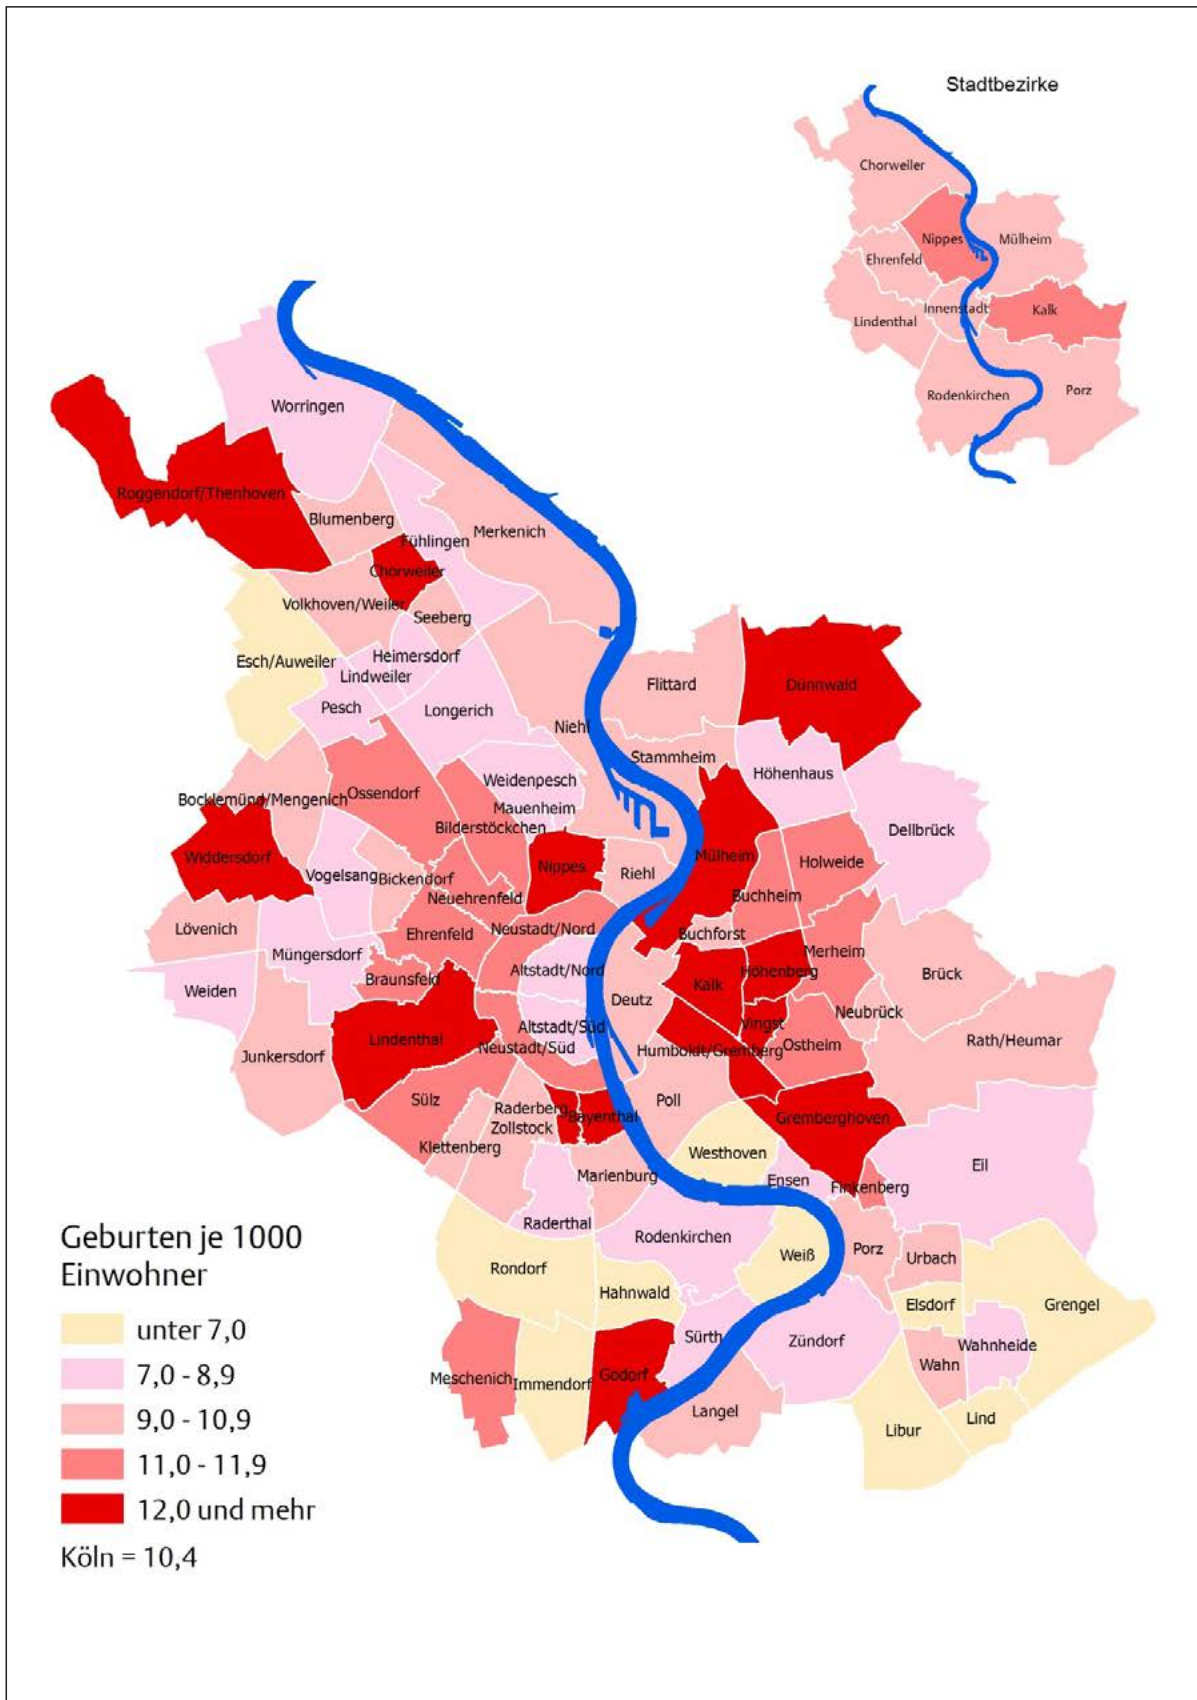 Stadtbezirke
Chorweiler
Nippes
Mülheim
Ehrenfeld
Innenstadt
Kalk
Lindenthal
Rodenkirchen
Porz
Worringen
Roggendorf/Thenhoven
Blumenberg
Merkenich
Fühlingen
Chorweiler
Volkhoven/Weiler
Seeberg
Esch/Auweiler
Heimersdorf
Lindweiler
Pesch
Longerich
Flittard
Dünnwald
Niehl
Stammheim
Höhenhaus
Weidenpesch
Bocklemünd/Mengenich
Ossendorf
Mauenheim
Bilderstöckchen
Dellbrück
Widdersdorf
Nippes
Mülheim
Holweide
Vogelsang
Bickendorf
Riehl
Neuehrenfeld
Buchheim
Lövenich
Ehrenfeld
Neustadt/Nord
Buchforst
Müngersdorf
Merheim
Braunsfeld
Altstadt/Nord
Höhenberg
Brück
Weiden
Kalk
Deutz
Neubrück
Altstadt/Süd
Vingst
Lindenthal
Neustadt/Süd
Humboldt/Gremberg
Ostheim
Rath/Heumar
Junkersdorf
Sülz
Raderberg
Zollstock
Bayenthal
Poll
Gremberghoven
Klettenberg
Westhoven
Marienburg
Ensen
Finkenberg
Eil
Raderthal
Rodenkirchen
Weiß
Porz
Urbach
Rondorf
Hahnwald
Elsdorf
Grengel
Sürth
Zündorf
Wahnheide
Wahn
Meschenich
Immendorf
Godorf
Langel
Libur
Lind
Geburten je 1000
Einwohner
unter 7,0
7,0 - 8,9
9,0 - 10,9
11,0 - 11,9
12,0 und mehr
Köln = 10,4